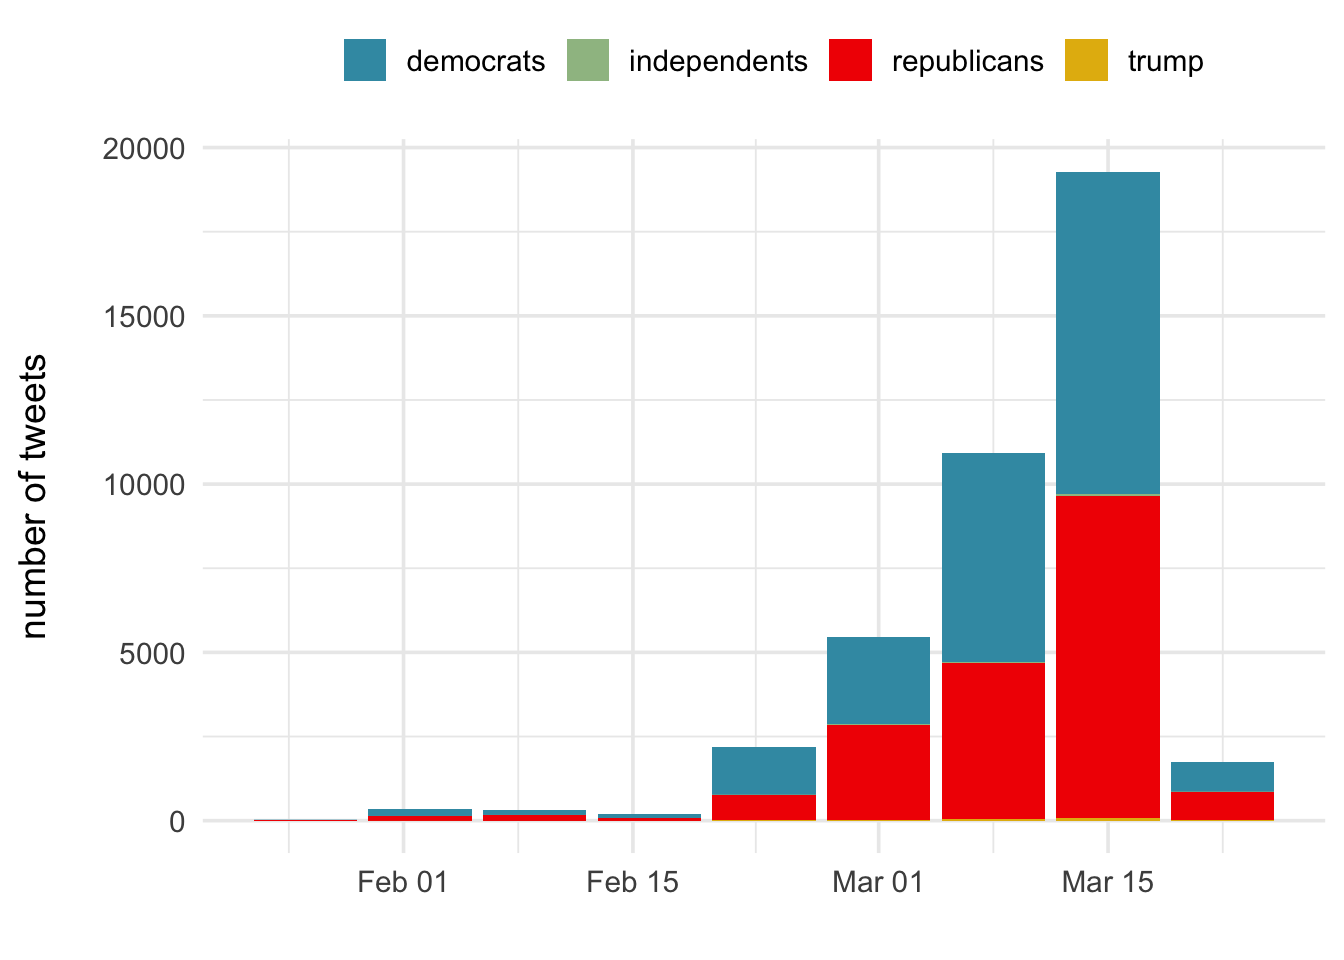 democrats independents republicans trump
number of tweets
20000
15000
10000
5000
0
Feb 01 Feb 15 Mar 01 Mar 15